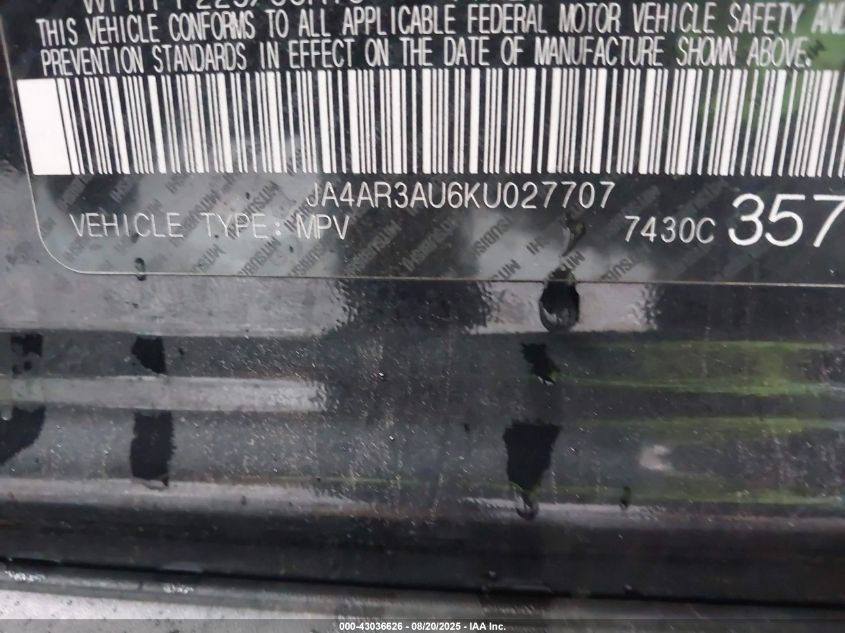 THIS VEHICLE CONFORMS TO ALL APPLICABLE FEDERAL MOTOR VEHICLE SAFETY AND
PREVENTION STANDARDS IN EFFECT ON THE DATE OF MANUFACTURE SHOWN ABOVE.
JA4AR3AU6KU027707
VEHICLE TYPE: MPV 7430C 357
MITSUBISHI
000-43036626 - 08/20/2025 - IAA Inc.